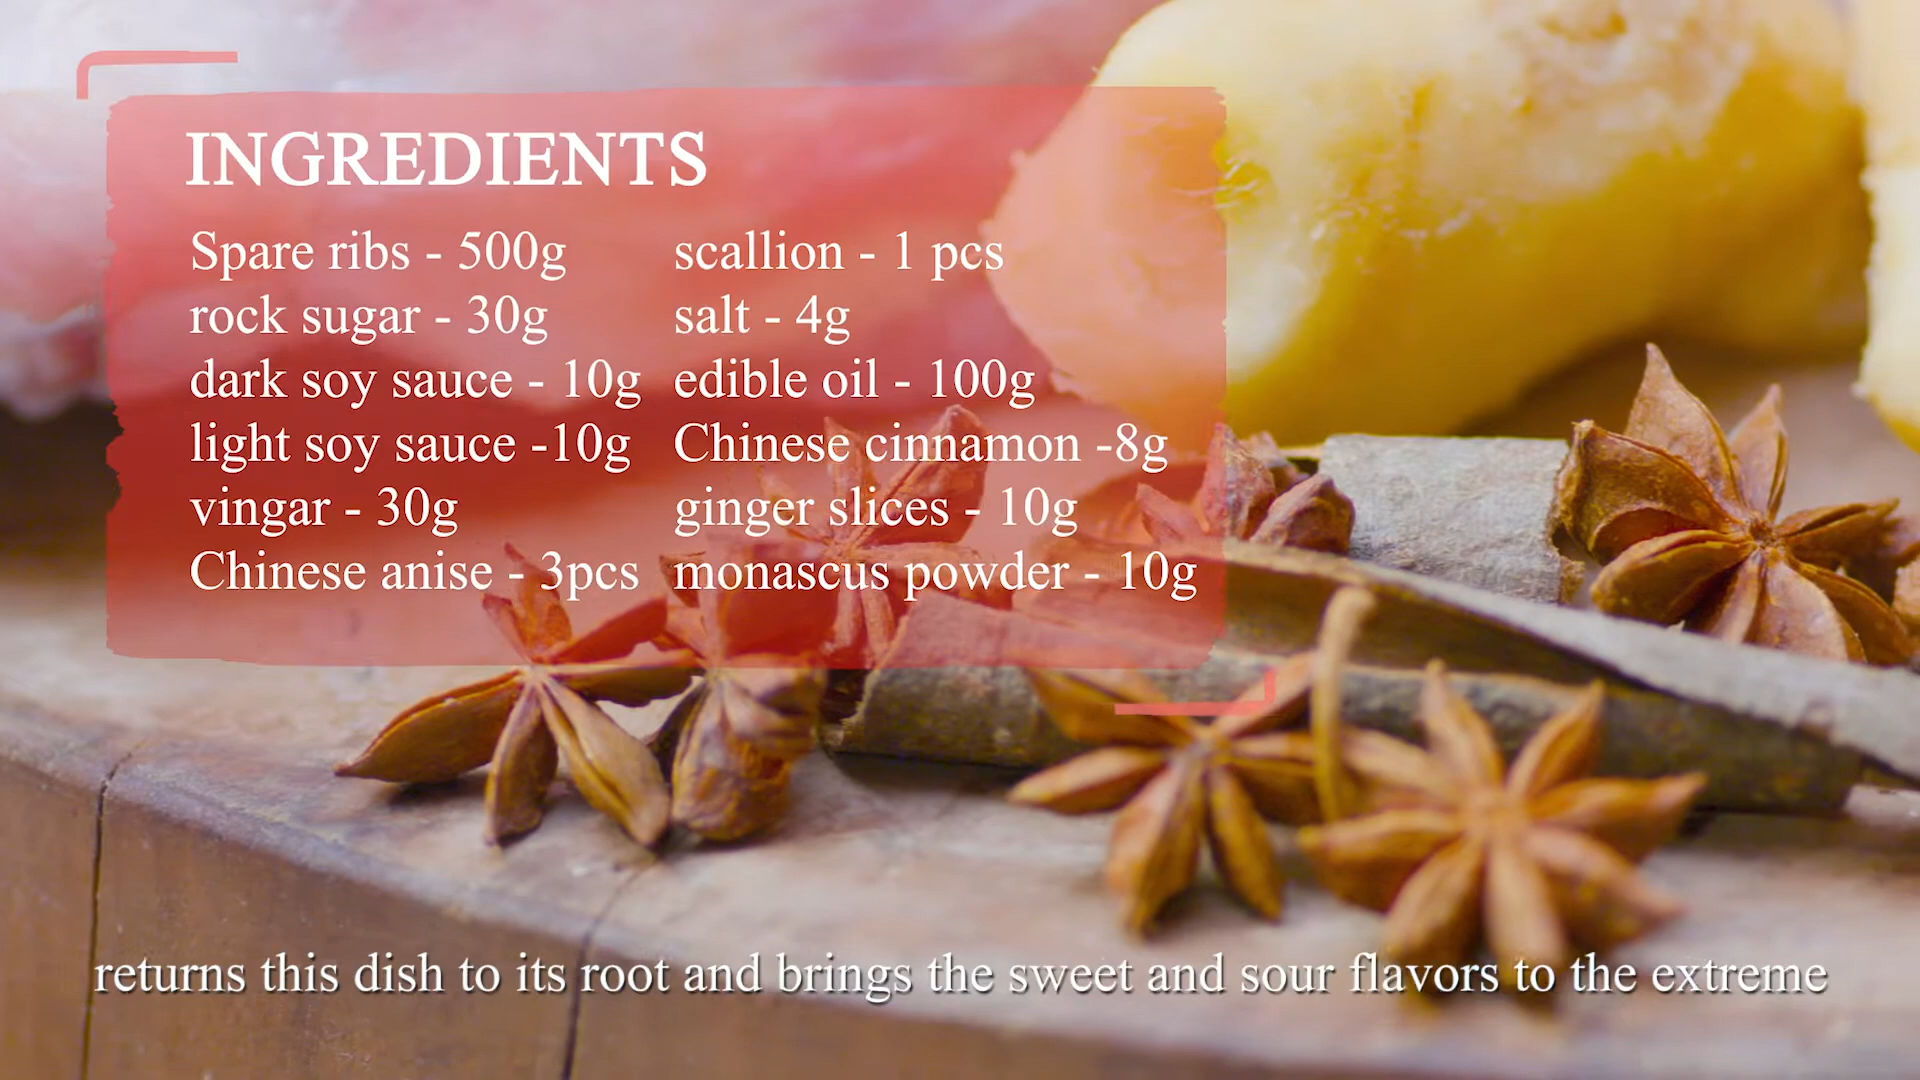 INGREDIENTS
Spare ribs - 500g
rock sugar - 30g
dark soy sauce - 10g
light soy sauce -10g
vingar - 30g
Chinese anise - 3pcs
scallion - 1 pcs
salt - 4g
edible oil - 100g
Chinese cinnamon -8g
ginger slices - 10g
monascus powder - 10g
returns this dish to its root and brings the sweet and sour flavors to the extreme